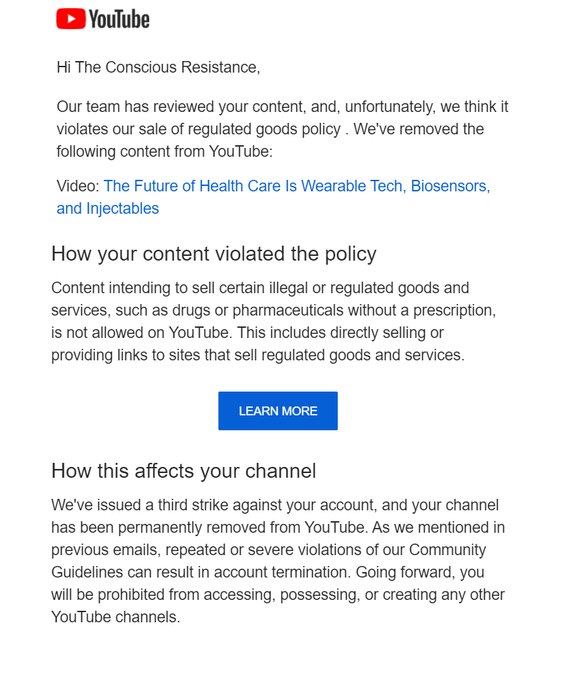 YouTube
Hi The Conscious Resistance,
Our team has reviewed your content, and, unfortunately, we think it
violates our sale of regulated goods policy . We've removed the
following content from YouTube:
Video: The Future of Health Care Is Wearable Tech, Biosensors,
and Injectables
How your content violated the policy
Content intending to sell certain illegal or regulated goods and
services, such as drugs or pharmaceuticals without a prescription,
is not allowed on YouTube. This includes directly selling or
providing links to sites that sell regulated goods and services.
LEARN MORE
How this affects your channel
We've issued a third strike against your account, and your channel
has been permanently removed from YouTube. As we mentioned in
previous emails, repeated or severe violations of our Community
Guidelines can result in account termination. Going forward, you
will be prohibited from accessing, possessing, or creating any other
YouTube channels.